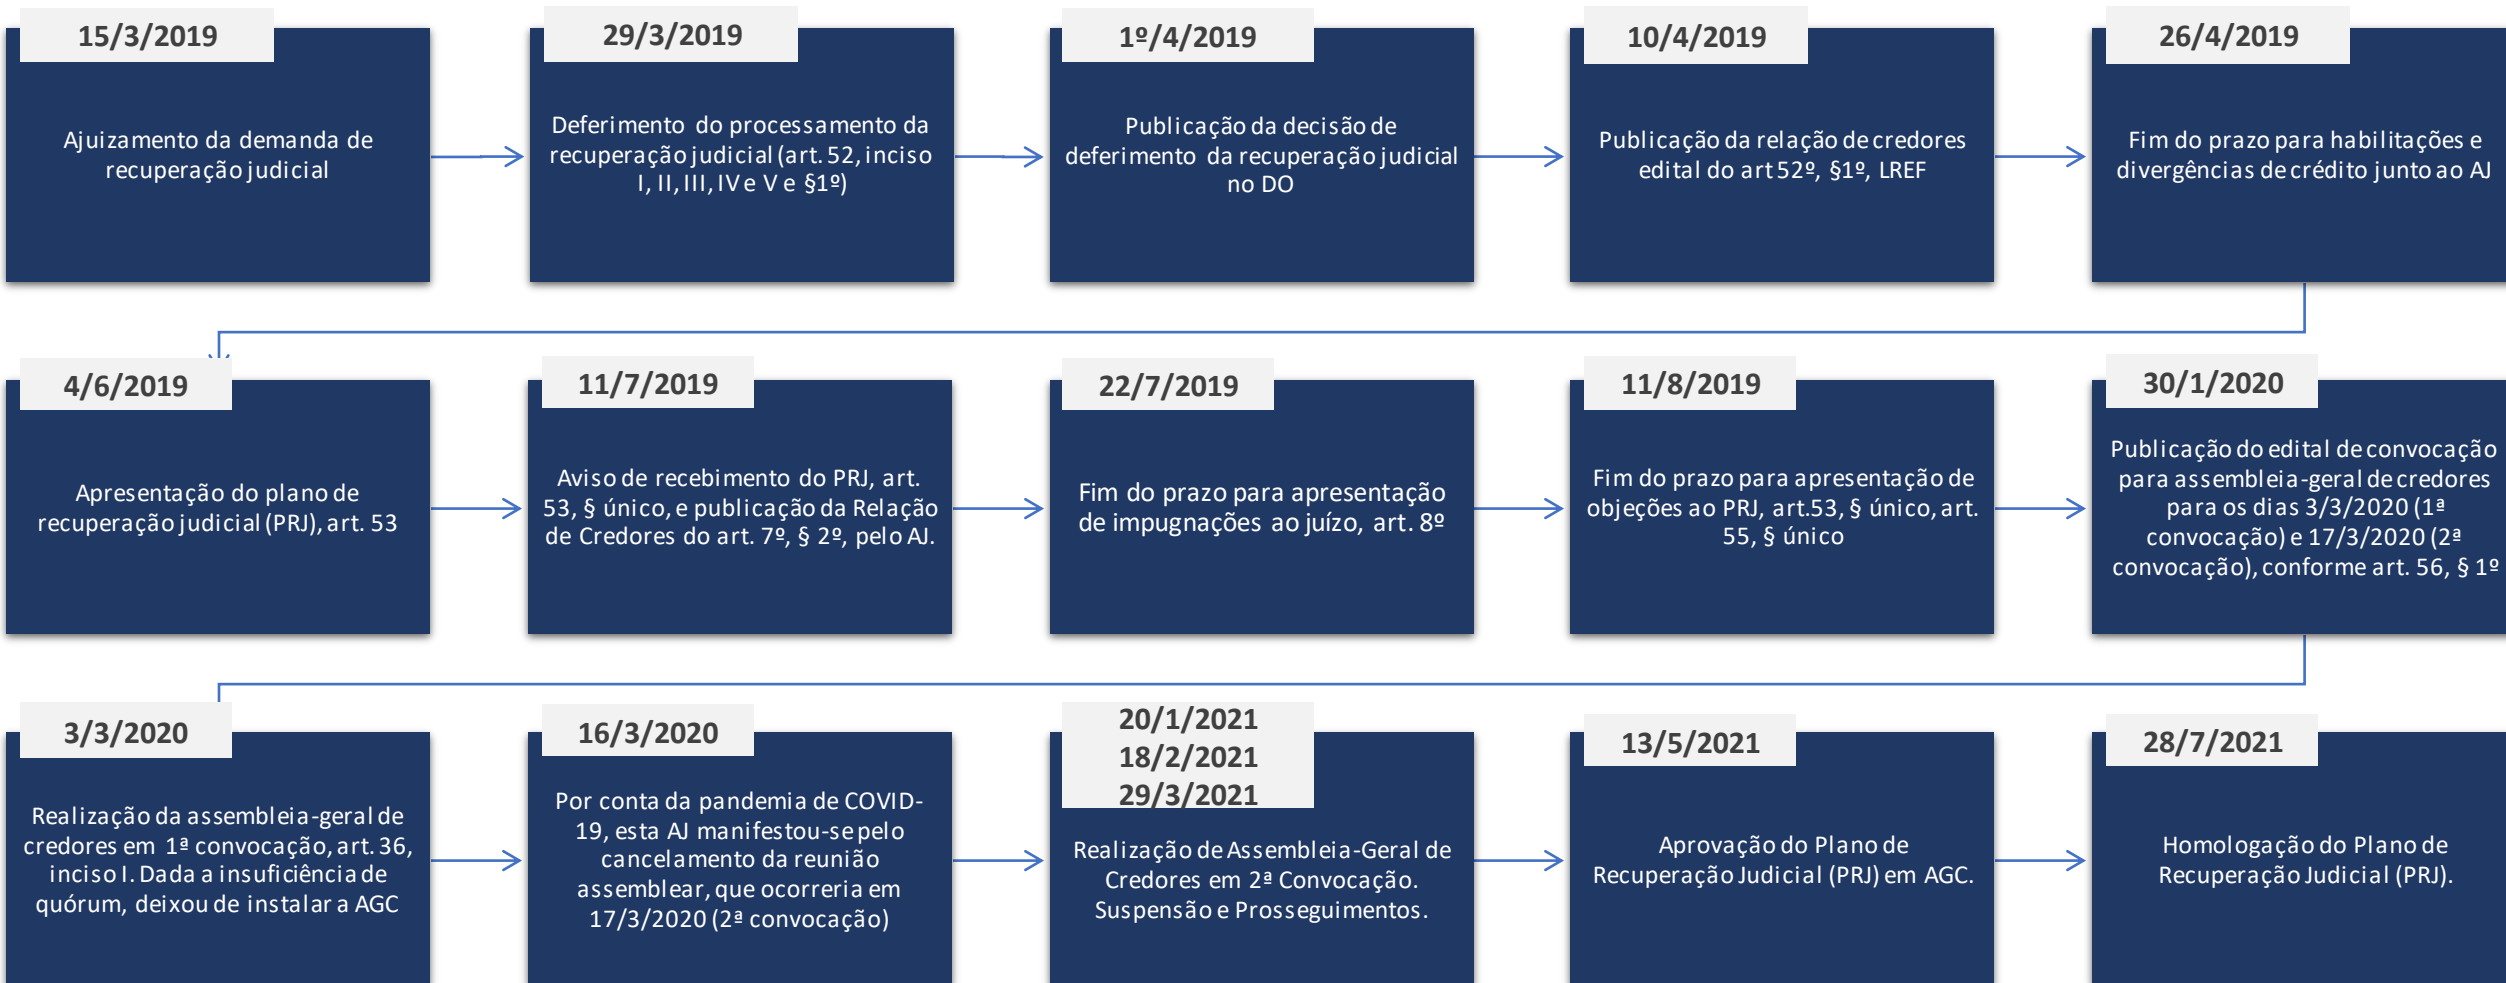 15/3/2019
Ajuizamento da demanda de
recuperação judicial
29/3/2019
Deferimento do processamento da
recuperação judicial (art. 52, inciso
I, II, III, IV e V e §1º)
1º/4/2019
Publicação da decisão de
deferimento da recuperação judicial
no DO
10/4/2019
Publicação da relação de credores
edital do art 52º, §1º, LREF
26/4/2019
Fim do prazo para habilitações e
divergências de crédito junto ao AJ
4/6/2019
Apresentação do plano de
recuperação judicial (PRJ), art. 53
11/7/2019
Aviso de recebimento do PRJ, art.
53, § único, e publicação da Relação
de Credores do art. 7º, § 2º, pelo AJ.
22/7/2019
Fim do prazo para apresentação
de impugnações ao juízo, art. 8º
11/8/2019
Fim do prazo para apresentação de
objeções ao PRJ, art.53, § único, art.
55, § único
30/1/2020
Publicação do edital de convocação
para assembleia-geral de credores
para os dias 3/3/2020 (1ª
convocação) e 17/3/2020 (2ª
convocação), conforme art. 56, § 1º
3/3/2020
Realização da assembleia-geral de
credores em 1ª convocação, art. 36,
inciso I. Dada a insuficiência de
quórum, deixou de instalar a AGC
16/3/2020
Por conta da pandemia de COVID-
19, esta AJ manifestou-se pelo
cancelamento da reunião
assemblear, que ocorreria em
17/3/2020 (2ª convocação)
20/1/2021
18/2/2021
29/3/2021
Realização de Assembleia-Geral de
Credores em 2ª Convocação.
Suspensão e Prosseguimentos.
13/5/2021
Aprovação do Plano de
Recuperação Judicial (PRJ) em AGC.
28/7/2021
Homologação do Plano de
Recuperação Judicial (PRJ).